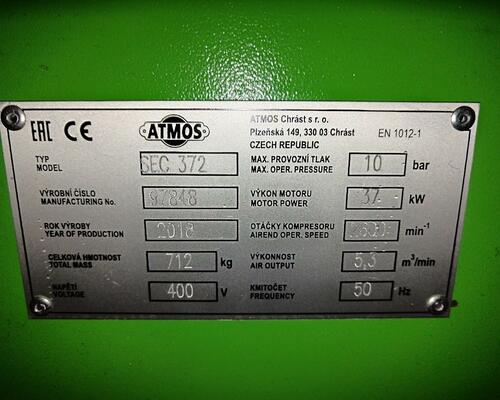 EAC CE ATMOS
ATMOS Chrást s r. o.
Plzeňská 149, 330 03 Chrást
CZECH REPUBLIC
EN 1012-1
TYP
MODEL
SEC 372
MAX. PROVOZNÍ TLAK
MAX. OPER. PRESSURE
10 bar
VÝROBNÍ ČÍSLO
MANUFACTURING No.
VÝKON MOTORU
MOTOR POWER
37 kW
ROK VÝROBY
YEAR OF PRODUCTION
2018
OTÁČKY KOMPRESORU
AIREND OPER. SPEED
min⁻¹
CELKOVÁ HMOTNOST
TOTAL MASS
712 kg
VÝKONNOST
AIR OUTPUT
5,3 m³/min
NAPĚTÍ
VOLTAGE
400 V
KMITOČET
FREQUENCY
50 Hz